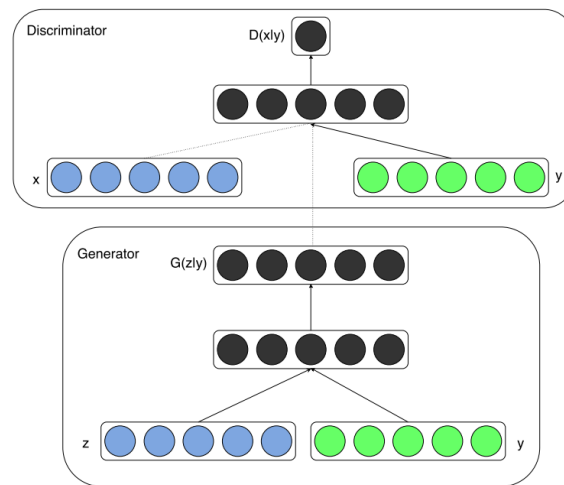 Discriminator
D(x|y)
x
y
Generator
G(z|y)
z
y